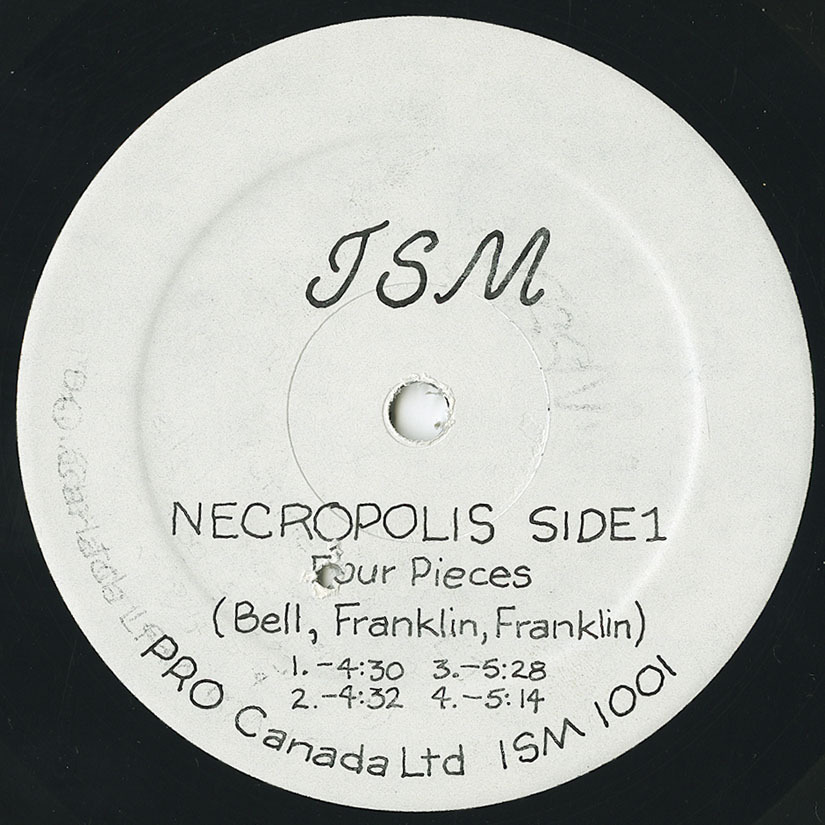 ISM
NECROPOLIS SIDE1
Four Pieces
(Bell, Franklin, Franklin)
1.-4:30 3.-5:28
2.-4:32 4.-5:14
PRO Canada Ltd ISM 1001